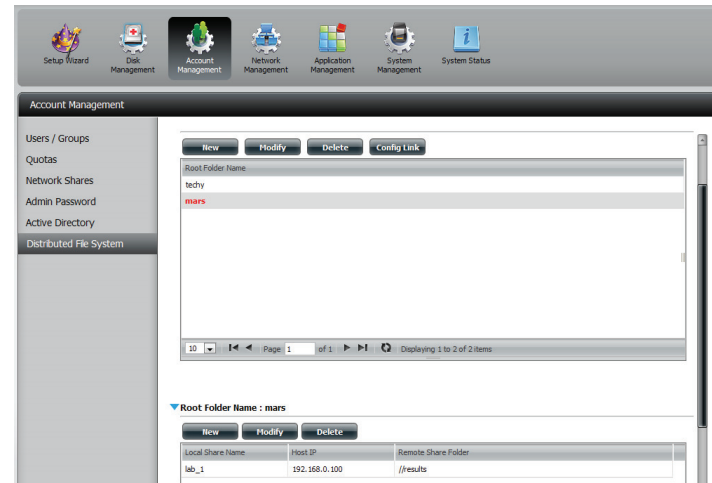 Setup Wizard
Disk Management
Account Management
Network Management
Application Management
System Management
System Status
Account Management
Users / Groups
Quotas
Network Shares
Admin Password
Active Directory
Distributed File System
New Modify Delete Config Link
Root Folder Name
techy
mars
10 Page 1 of 1 Displaying 1 to 2 of 2 items
Root Folder Name : mars
New Modify Delete
Local Share Name Host IP Remote Share Folder
lab_1 192.168.0.100 //results